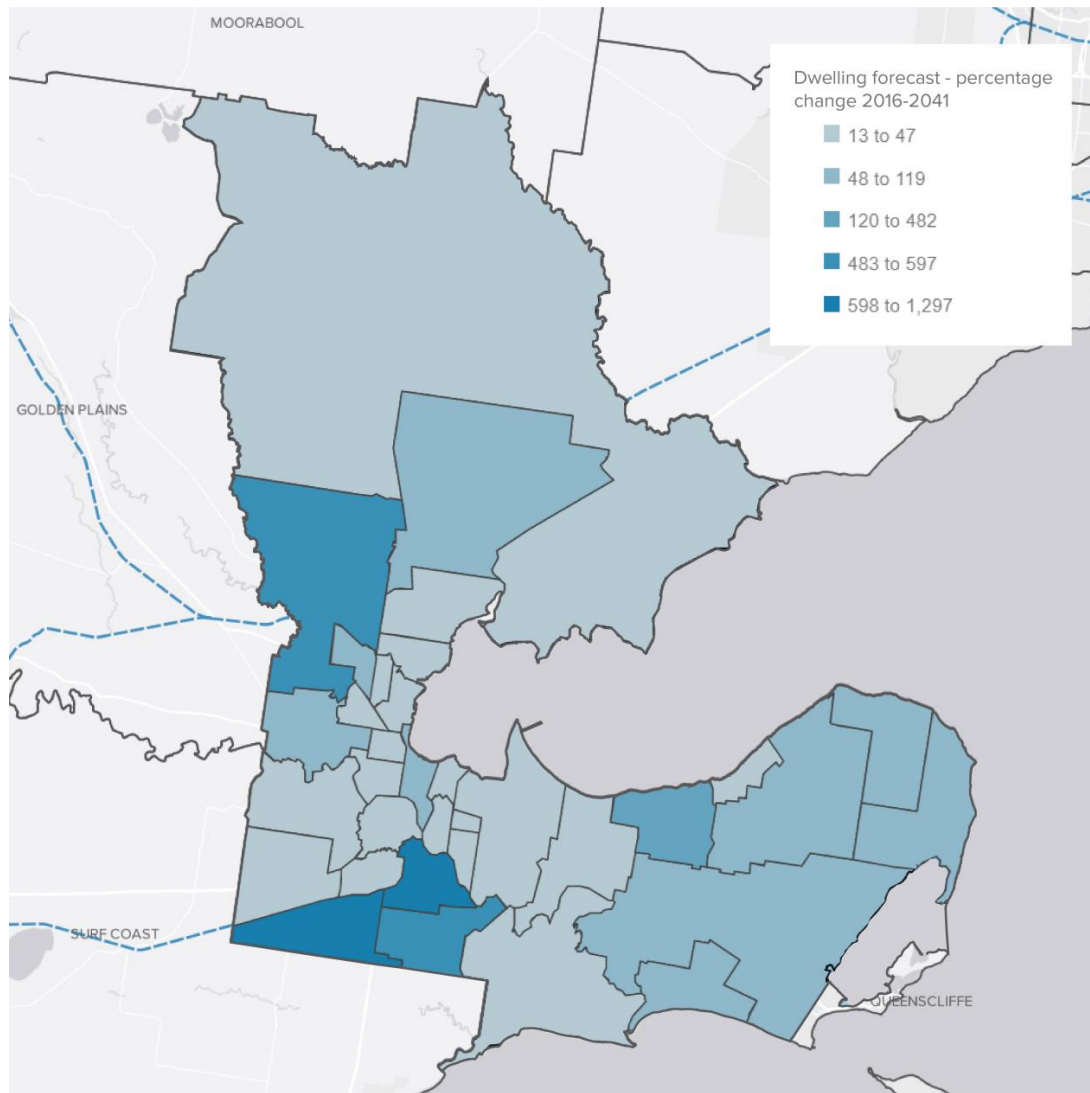 MOORABOOL
Dwelling forecast - percentage
change 2016-2041
13 to 47
48 to 119
120 to 482
483 to 597
598 to 1,297
GOLDEN PLAINS
SURF COAST
QUEENSCLIFFE